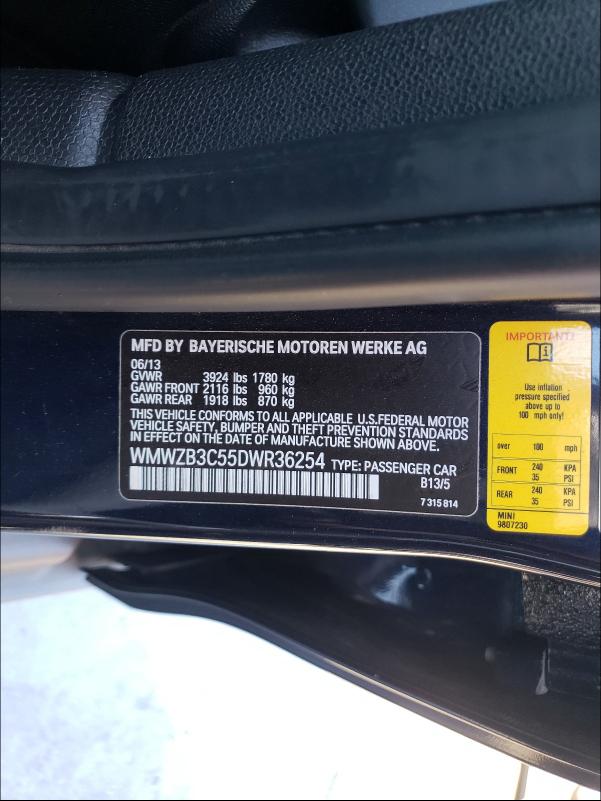 MFD BY BAYERISCHE MOTOREN WERKE AG
06/13
GVWR 3924 lbs 1780 kg
GAWR FRONT 2116 lbs 960 kg
GAWR REAR 1918 lbs 870 kg
THIS VEHICLE CONFORMS TO ALL APPLICABLE U.S.FEDERAL MOTOR
VEHICLE SAFETY, BUMPER AND THEFT PREVENTION STANDARDS
IN EFFECT ON THE DATE OF MANUFACTURE SHOWN ABOVE.
WMWZB3C55DWR36254 TYPE: PASSENGER CAR
B13/5
7 315 814
IMPORTANT!
Use inflation
pressure specified
above up to
100 mph only!
over 100 mph
FRONT 240 KPA
35 PSI
REAR 240 KPA
35 PSI
MINI
9807230